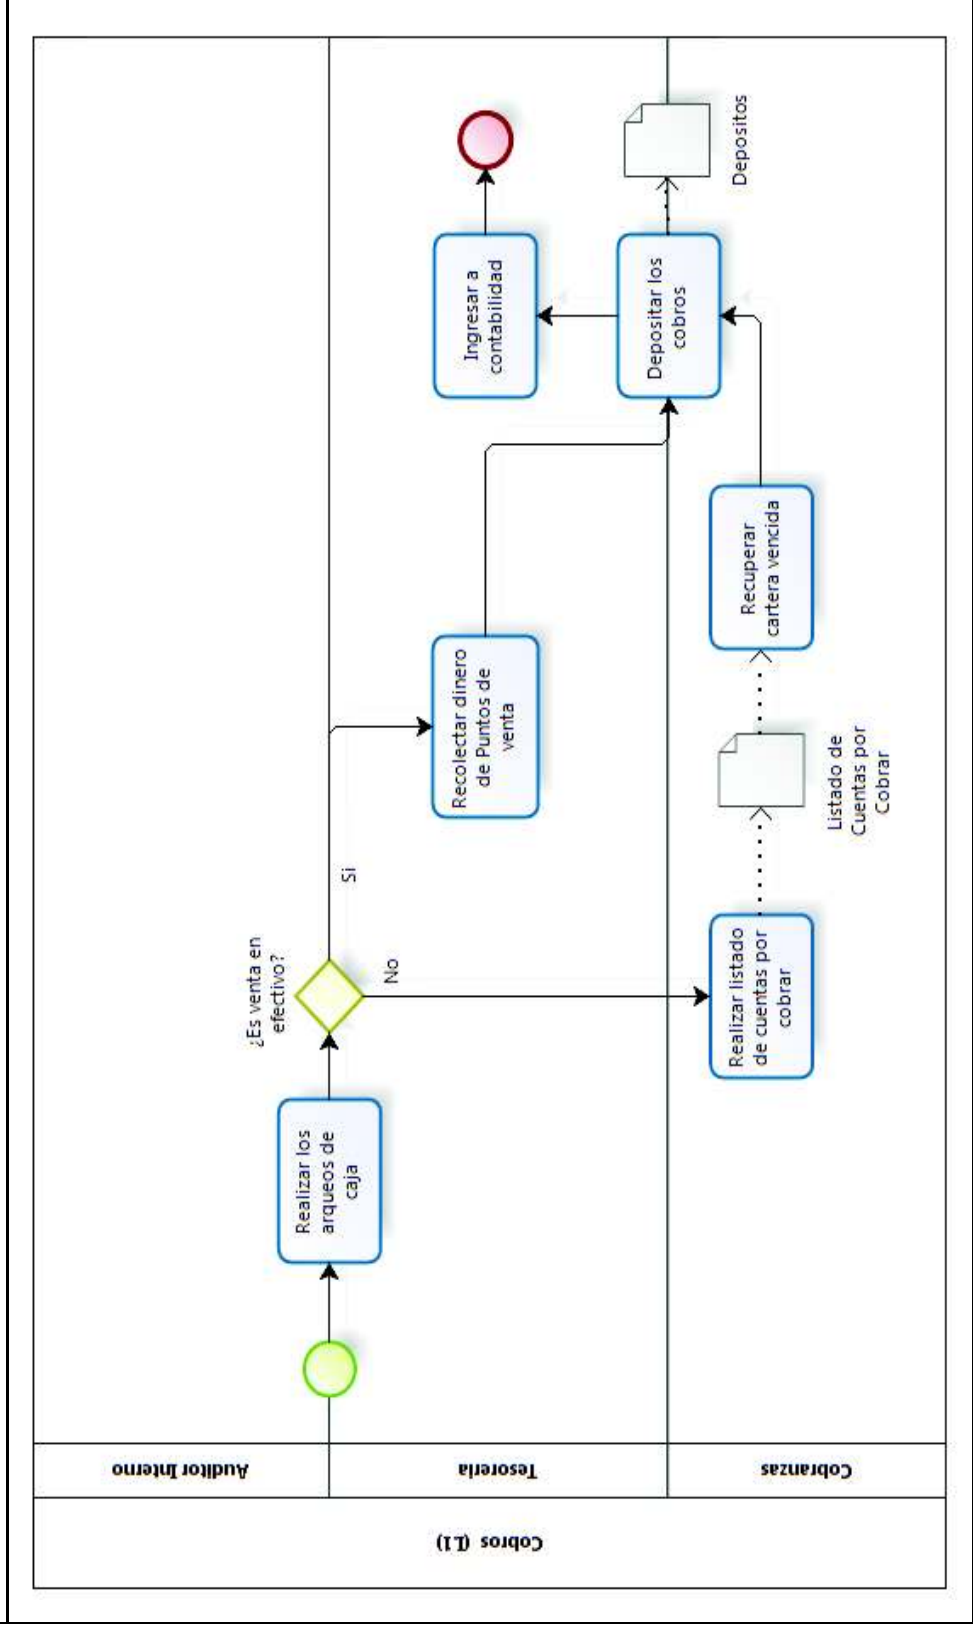 Cobros (L1)
Auditor Interno
Tesoreria
Cobranzas
Realizar los
arqueos de
caja
¿Es venta en
efectivo?
Si
No
Recolectar dinero
de Puntos de
venta
Realizar listado
de cuentas por
cobrar
Listado de
Cuentas por
Cobrar
Recuperar
cartera vencida
Depositar los
cobros
Depositos
Ingresar a
contabilidad